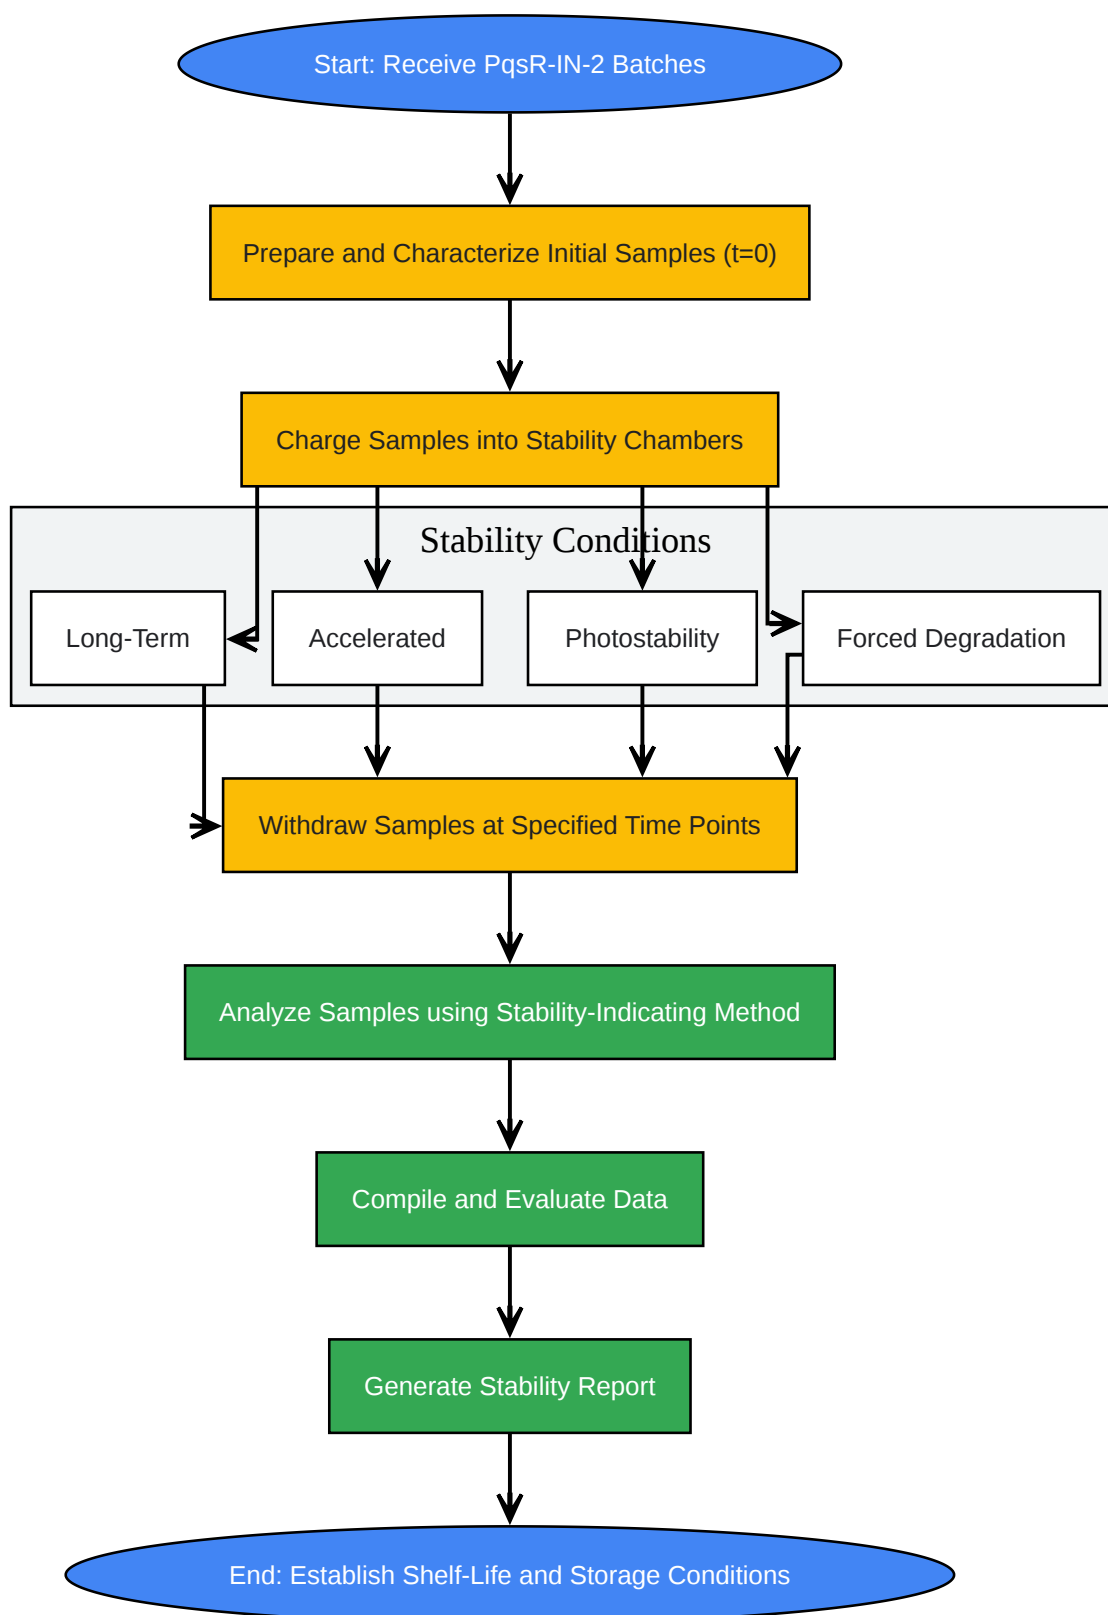 Start: Receive PqsR-IN-2 Batches
Prepare and Characterize Initial Samples (t=0)
Charge Samples into Stability Chambers
Stability Conditions
Long-Term
Accelerated
Photostability
Forced Degradation
Withdraw Samples at Specified Time Points
Analyze Samples using Stability-Indicating Method
Compile and Evaluate Data
Generate Stability Report
End: Establish Shelf-Life and Storage Conditions